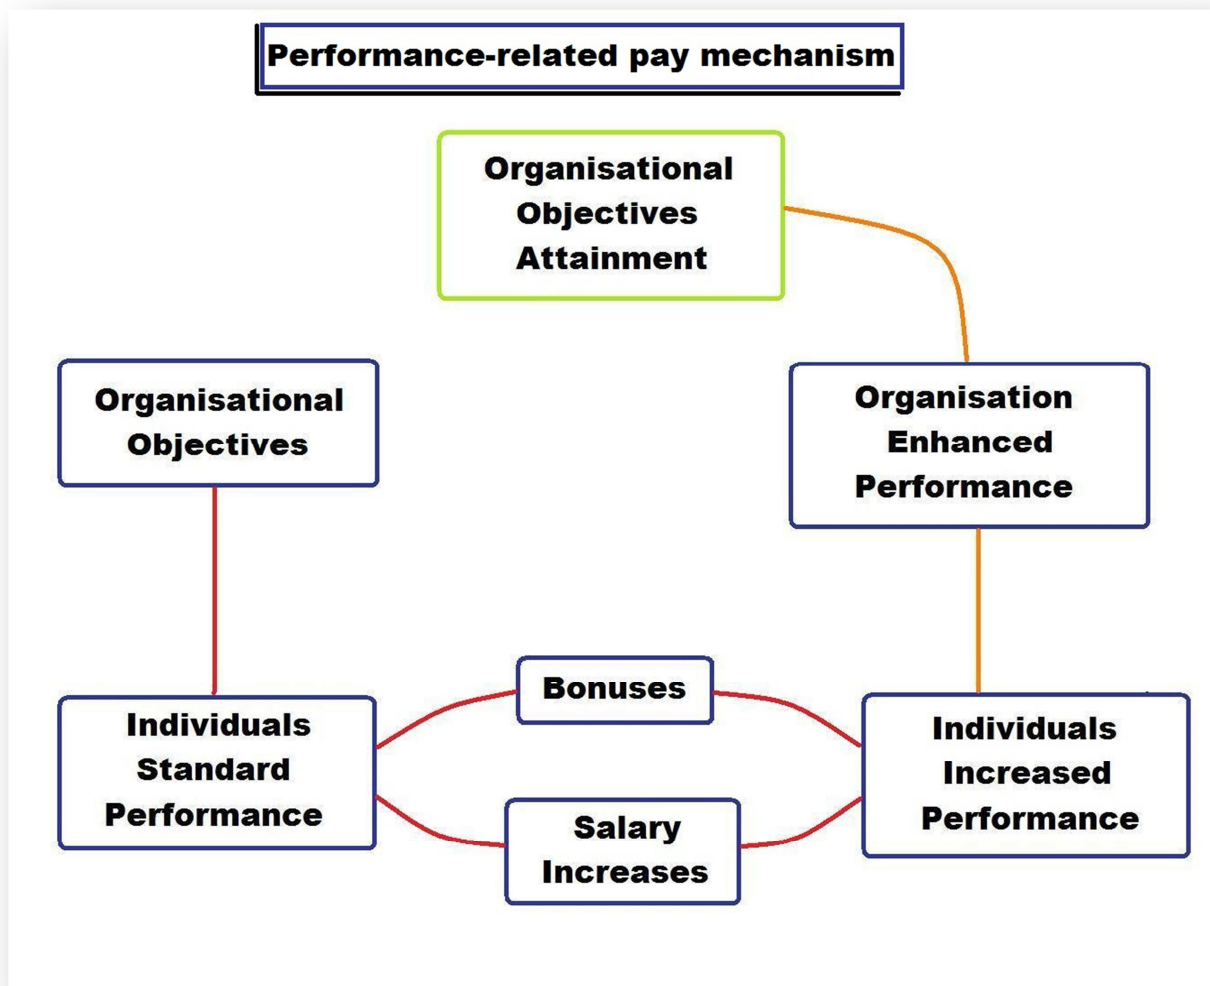 Performance-related pay mechanism
Organisational
Objectives
Attainment
Organisational
Objectives
Organisation
Enhanced
Performance
Individuals
Standard
Performance
Bonuses
Salary
Increases
Individuals
Increased
Performance